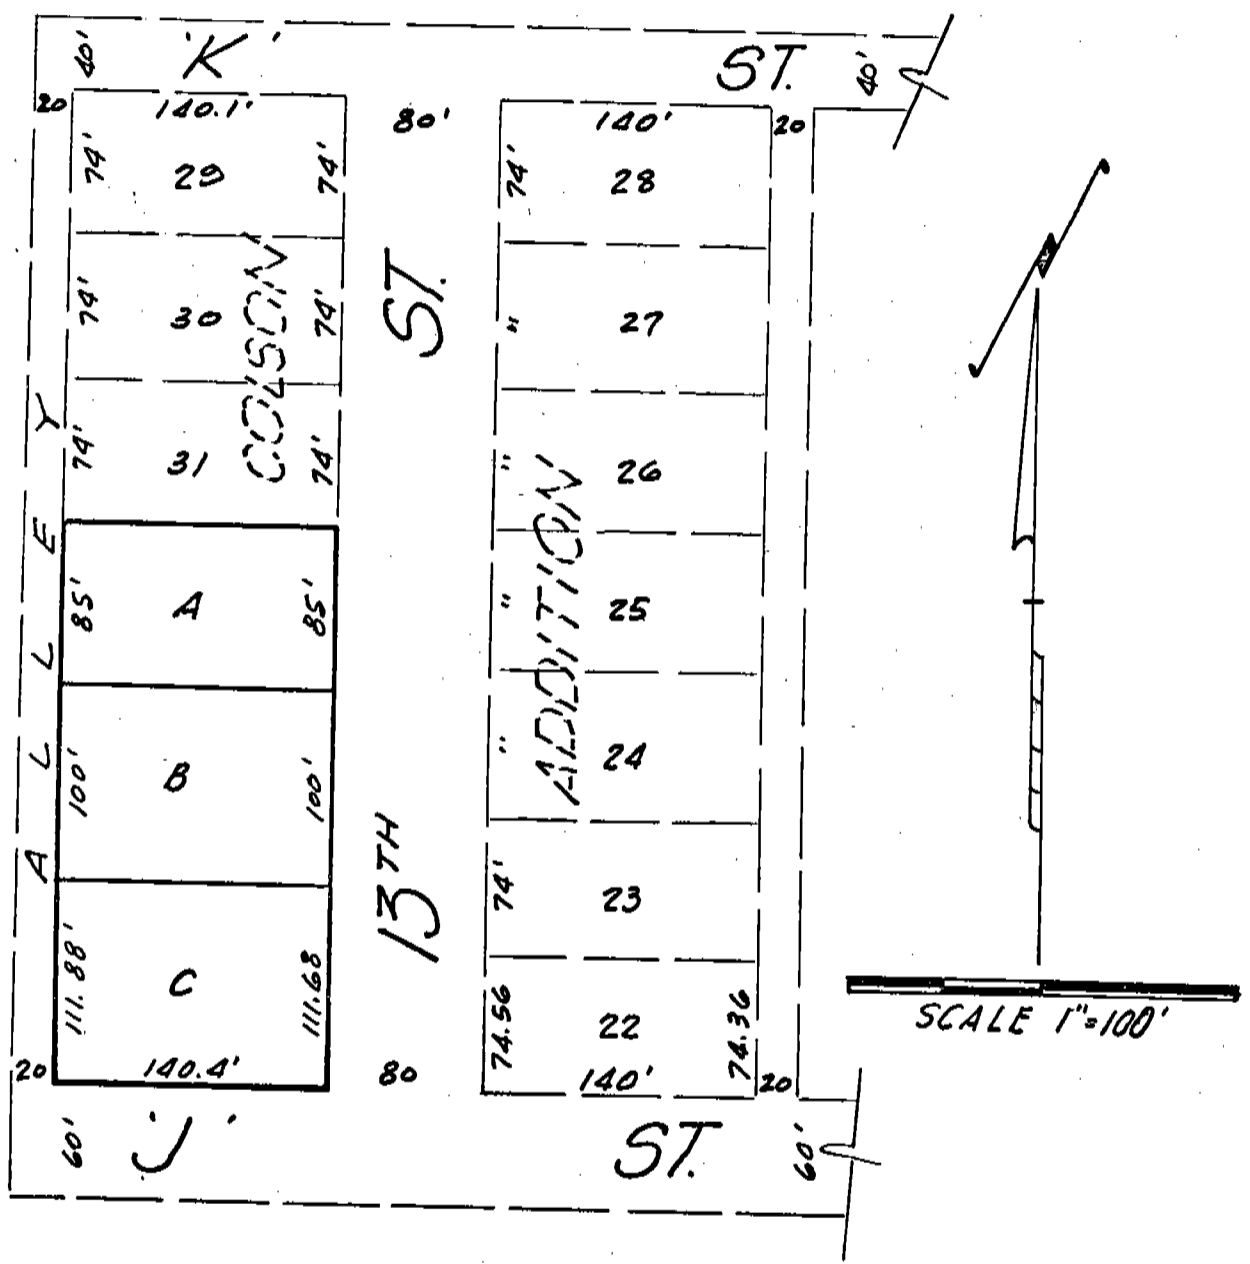 'K' ST.
40' 40'
20 140.1' 80' 140' 20
74' 29 74' 74' 28
74' 30 74' " 27
74' 31 74' " 26
85' A 85' " 25
100' B 100' " 24
74' 23
111.88' C 111.68 74.56 22 74.36
20 140.4' 80 140' 20
60' 'J' ST. 60'
ALLEY
COLSON
ADDITION
13TH ST.
SCALE 1"=100'